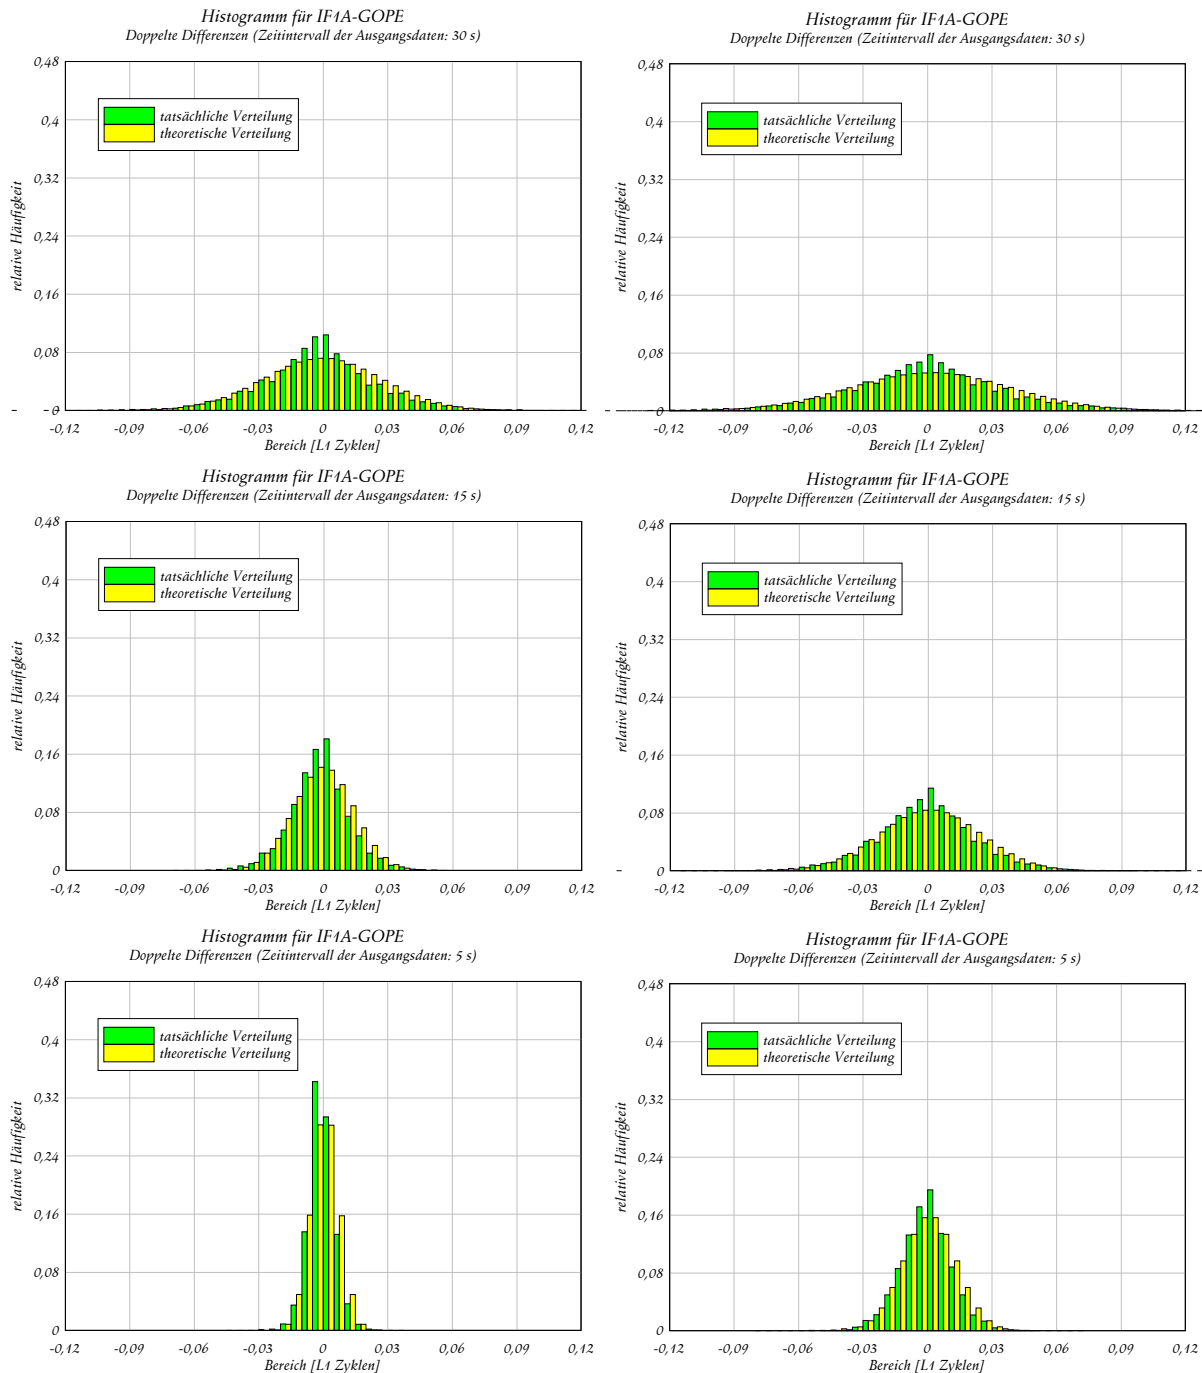 Histogramm für IF1A-GOPE
Doppelte Differenzen (Zeitintervall der Ausgangsdaten: 30 s)
0,48
0,4
0,32
0,24
0,16
0,08
0
relative Häufigkeit
tatsächliche Verteilung
theoretische Verteilung
-0,12 -0,09 -0,06 -0,03 0 0,03 0,06 0,09 0,12
Bereich [L1 Zyklen]
Histogramm für IF1A-GOPE
Doppelte Differenzen (Zeitintervall der Ausgangsdaten: 30 s)
0,48
0,4
0,32
0,24
0,16
0,08
0
relative Häufigkeit
tatsächliche Verteilung
theoretische Verteilung
-0,12 -0,09 -0,06 -0,03 0 0,03 0,06 0,09 0,12
Bereich [L1 Zyklen]
Histogramm für IF1A-GOPE
Doppelte Differenzen (Zeitintervall der Ausgangsdaten: 15 s)
0,48
0,4
0,32
0,24
0,16
0,08
0
relative Häufigkeit
tatsächliche Verteilung
theoretische Verteilung
-0,12 -0,09 -0,06 -0,03 0 0,03 0,06 0,09 0,12
Bereich [L1 Zyklen]
Histogramm für IF1A-GOPE
Doppelte Differenzen (Zeitintervall der Ausgangsdaten: 15 s)
0,48
0,4
0,32
0,24
0,16
0,08
0
relative Häufigkeit
tatsächliche Verteilung
theoretische Verteilung
-0,12 -0,09 -0,06 -0,03 0 0,03 0,06 0,09 0,12
Bereich [L1 Zyklen]
Histogramm für IF1A-GOPE
Doppelte Differenzen (Zeitintervall der Ausgangsdaten: 5 s)
0,48
0,4
0,32
0,24
0,16
0,08
0
relative Häufigkeit
tatsächliche Verteilung
theoretische Verteilung
-0,12 -0,09 -0,06 -0,03 0 0,03 0,06 0,09 0,12
Bereich [L1 Zyklen]
Histogramm für IF1A-GOPE
Doppelte Differenzen (Zeitintervall der Ausgangsdaten: 5 s)
0,48
0,4
0,32
0,24
0,16
0,08
0
relative Häufigkeit
tatsächliche Verteilung
theoretische Verteilung
-0,12 -0,09 -0,06 -0,03 0 0,03 0,06 0,09 0,12
Bereich [L1 Zyklen]